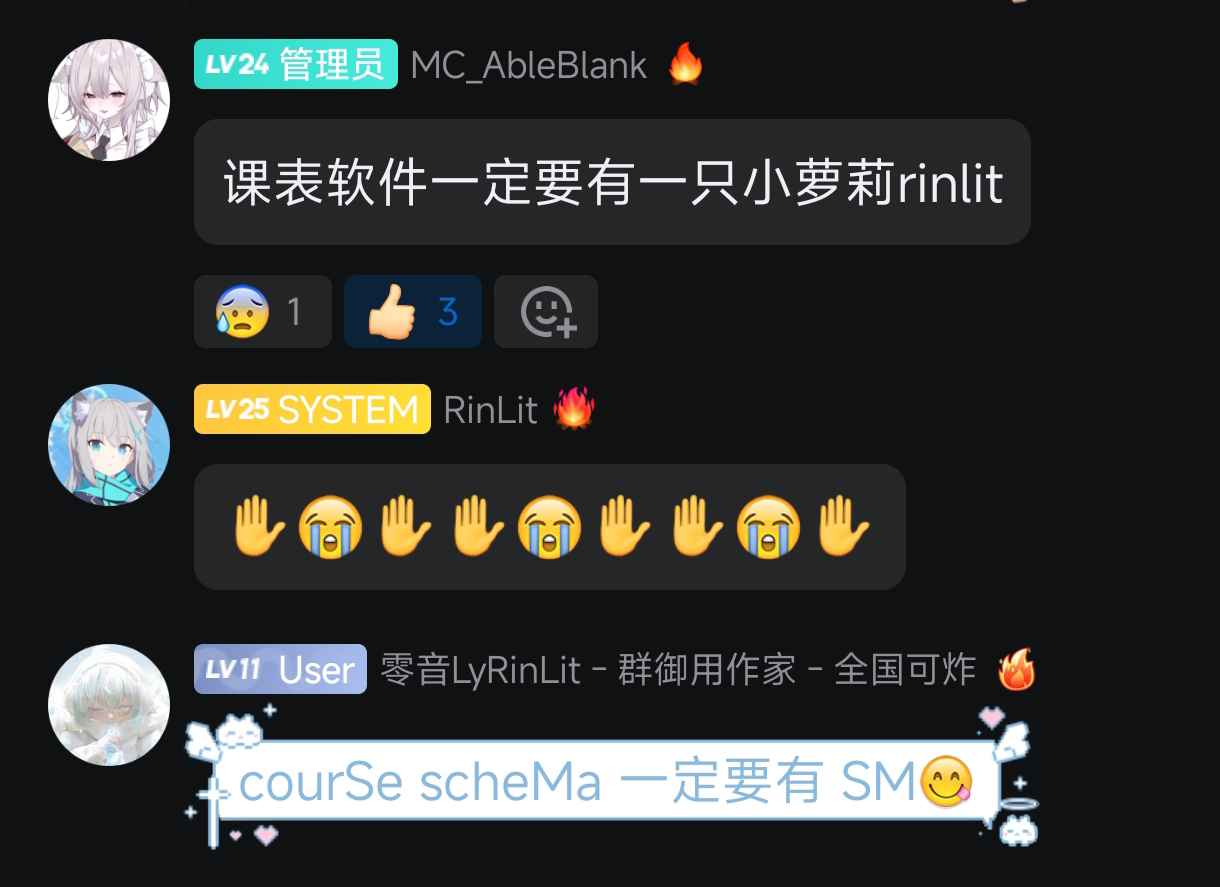 LV24 管理员 MC_AbleBlank 🔥
课表软件一定要有一只小萝莉rinlit
😰 1 👍 3
LV25 SYSTEM RinLit 🔥
✋😭✋✋😭✋✋😭✋
LV11 User 零音LyRinLit - 群御用作家 - 全国可炸 🔥
courSe scheMa 一定要有 SM😋